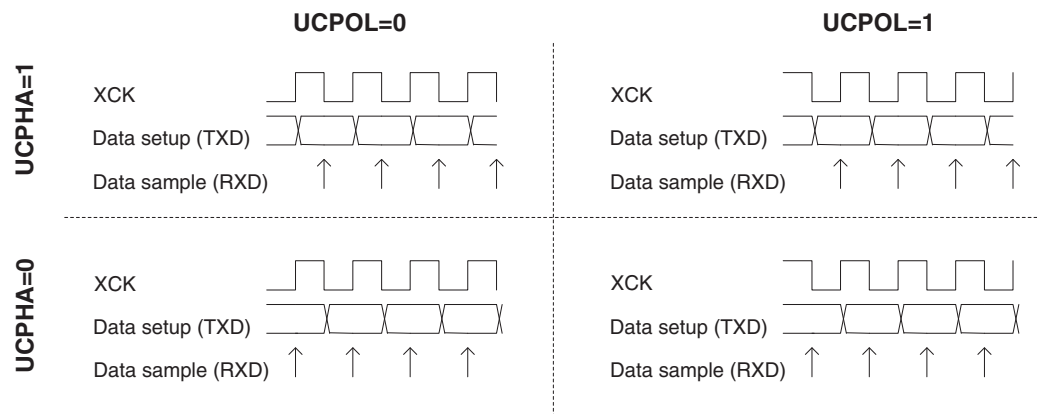 UCPOL=0
UCPOL=1
UCPHA=1
XCK
Data setup (TXD)
Data sample (RXD)
XCK
Data setup (TXD)
Data sample (RXD)
UCPHA=0
XCK
Data setup (TXD)
Data sample (RXD)
XCK
Data setup (TXD)
Data sample (RXD)